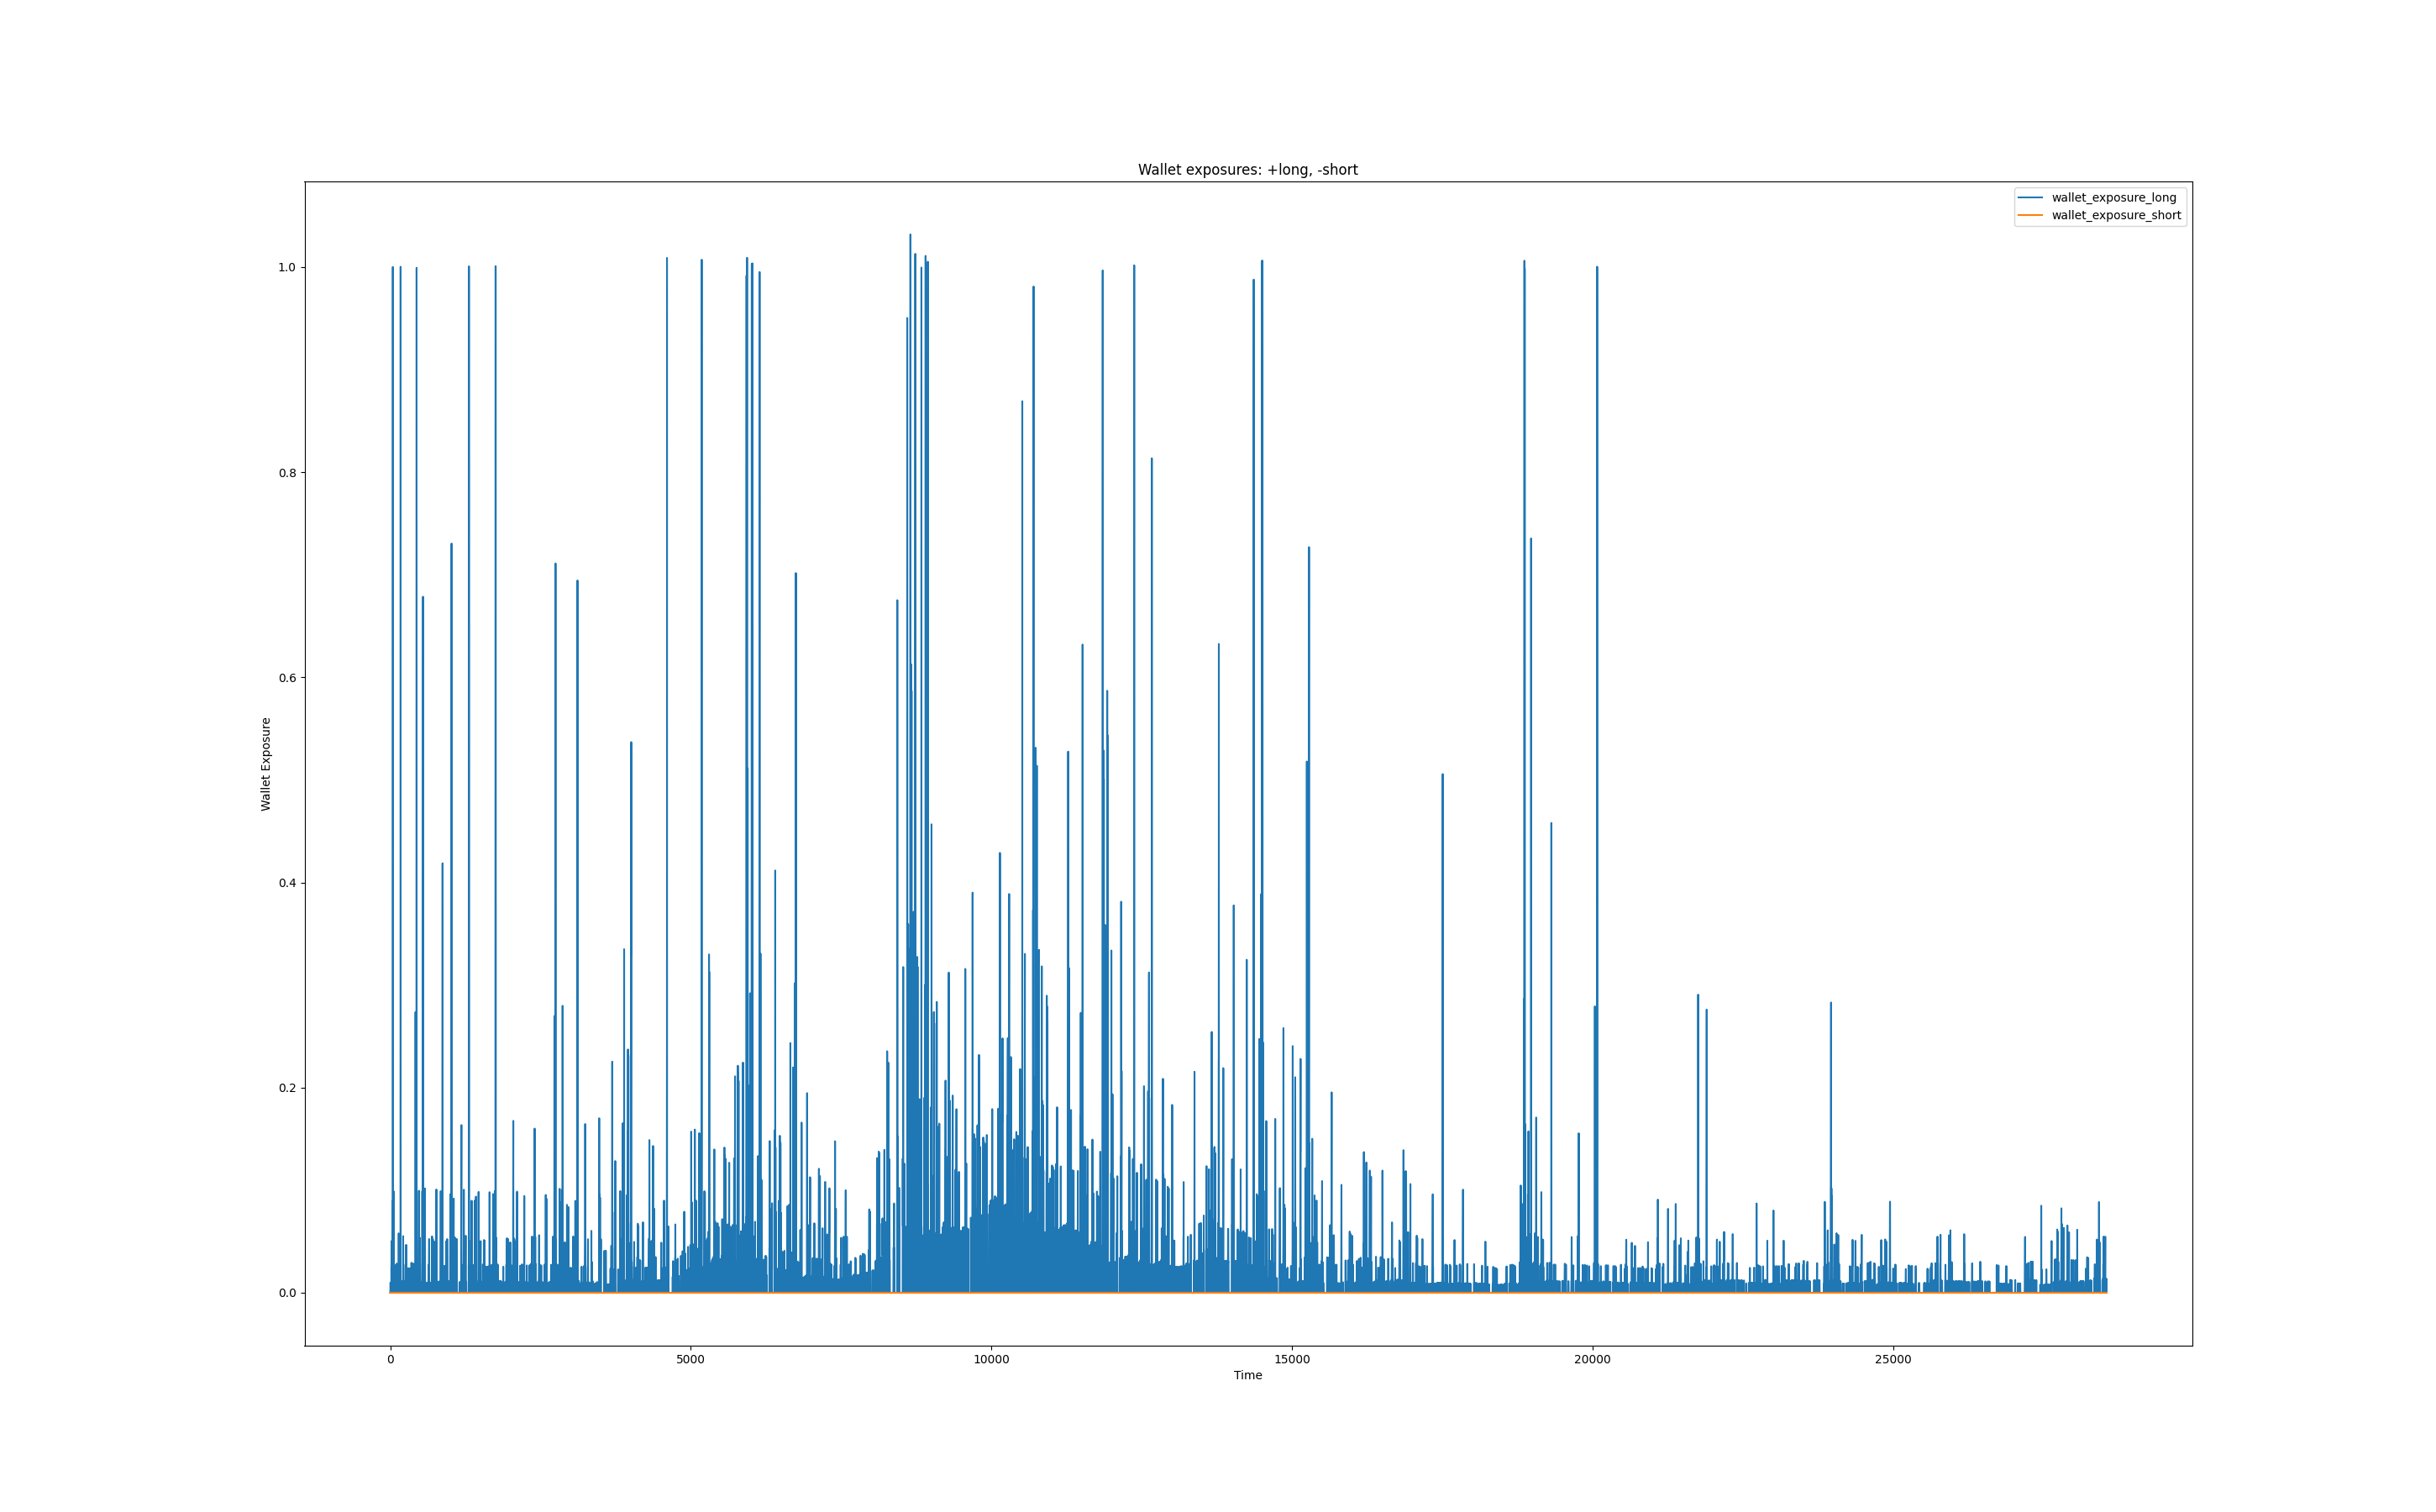 Wallet exposures: +long, -short
wallet_exposure_long
wallet_exposure_short
1.0
0.8
0.6
0.4
0.2
0.0
Wallet Exposure
0 5000 10000 15000 20000 25000
Time